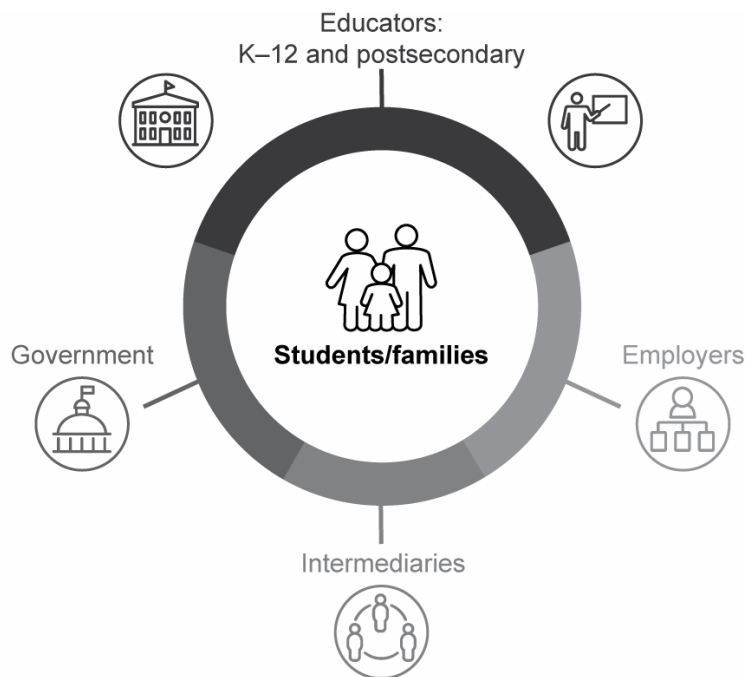 Educators:
K–12 and postsecondary
Students/families
Government
Employers
Intermediaries